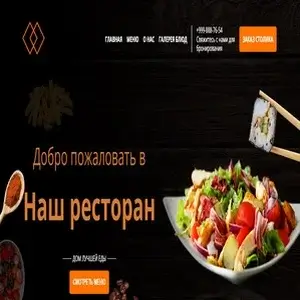 ГЛАВНАЯ МЕНЮ О НАС ГАЛЕРЕЯ БЛЮД
+999-888-76-54
Свяжитесь с нами для
бронирования
ЗАКАЗ СТОЛИКА
Добро пожаловать в
Наш ресторан
ДОМ ЛУЧШЕЙ ЕДЫ
СМОТРЕТЬ МЕНЮ